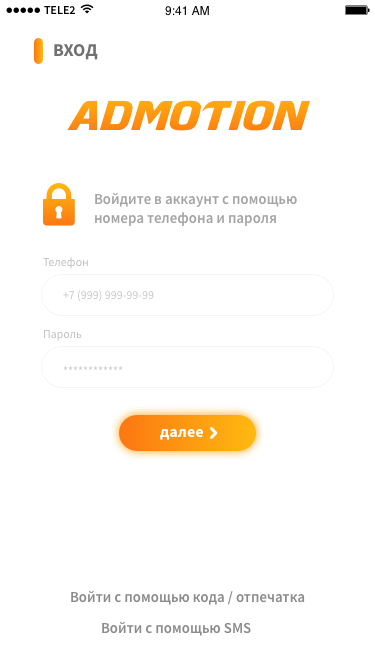 TELE2 9:41 AM
ВХОД
ADMOTION
Войдите в аккаунт с помощью
номера телефона и пароля
Телефон
+7 (999) 999-99-99
Пароль
************
далее
Войти с помощью кода / отпечатка
Войти с помощью SMS